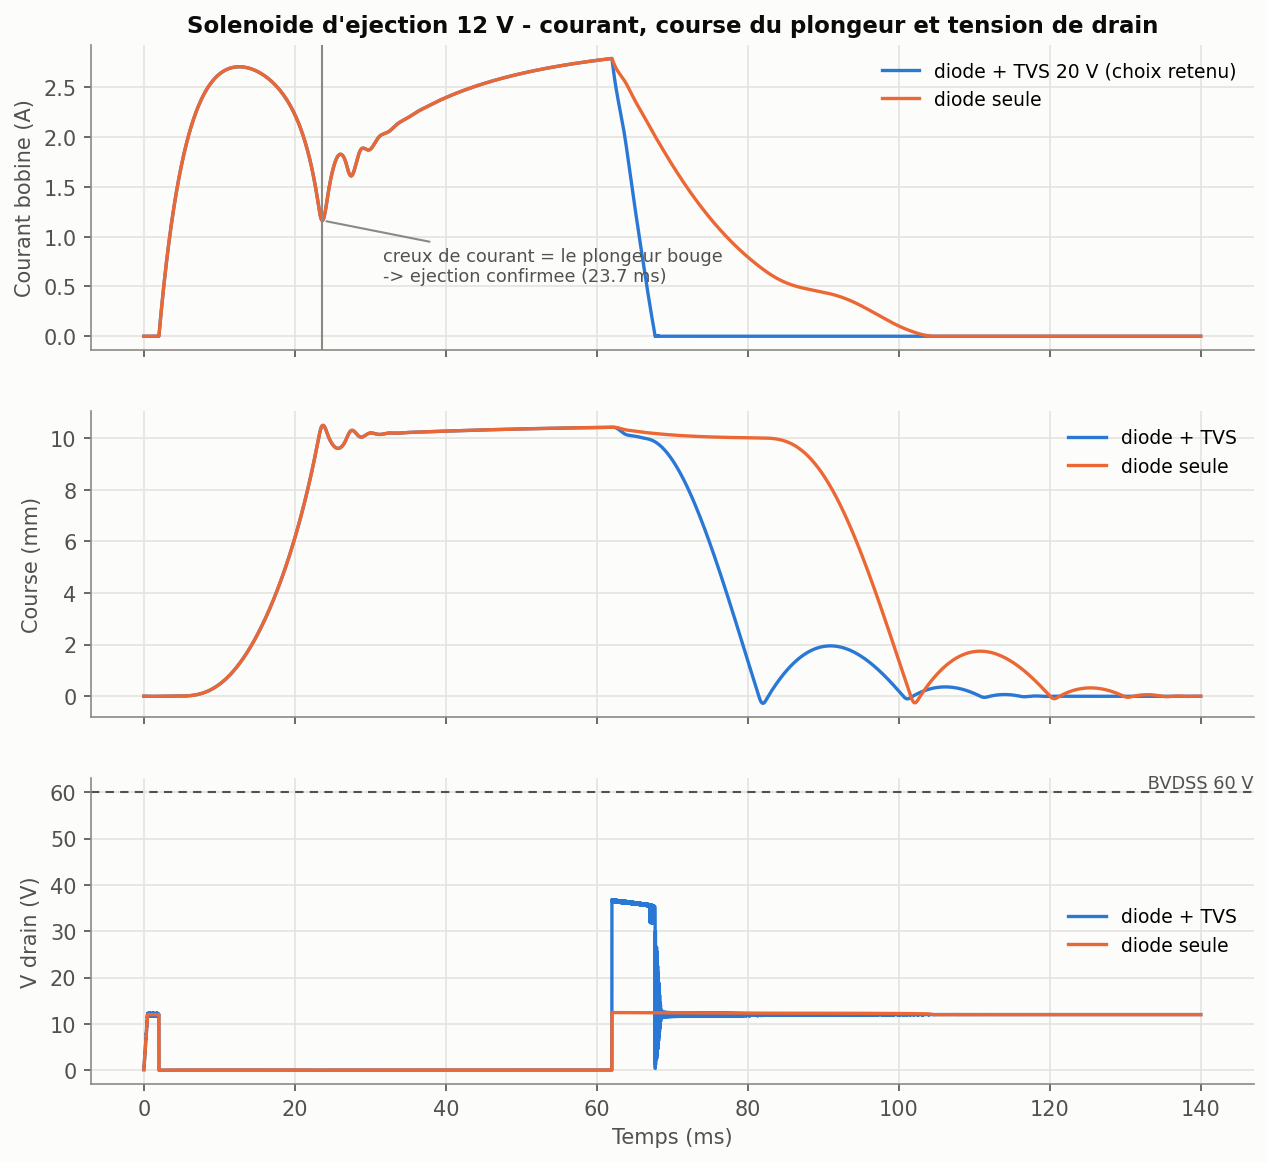 Solenoide d'ejection 12 V - courant, course du plongeur et tension de drain
Courant bobine (A)
2.5
2.0
1.5
1.0
0.5
0.0
diode + TVS 20 V (choix retenu)
diode seule
creux de courant = le plongeur bouge
-> ejection confirmee (23.7 ms)
Course (mm)
10
8
6
4
2
0
diode + TVS
diode seule
V drain (V)
60
50
40
30
20
10
0
BVDSS 60 V
diode + TVS
diode seule
0
20
40
60
80
100
120
140
Temps (ms)